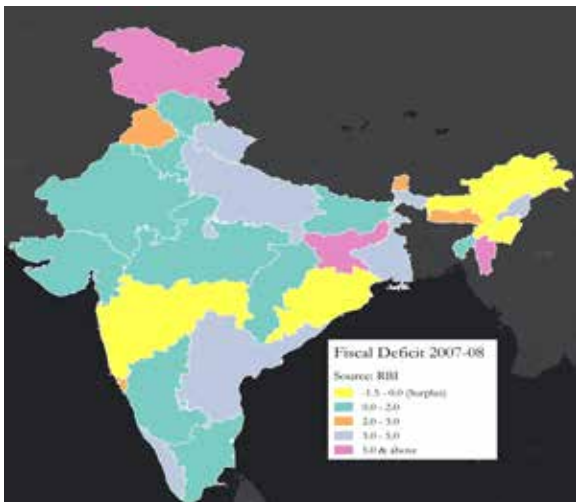 Fiscal Deficit 2007-08
Source: RBI
-1.5 - 0.0 (Surplus)
0.0 - 2.0
2.0 - 3.0
3.0 - 5.0
5.0 & above